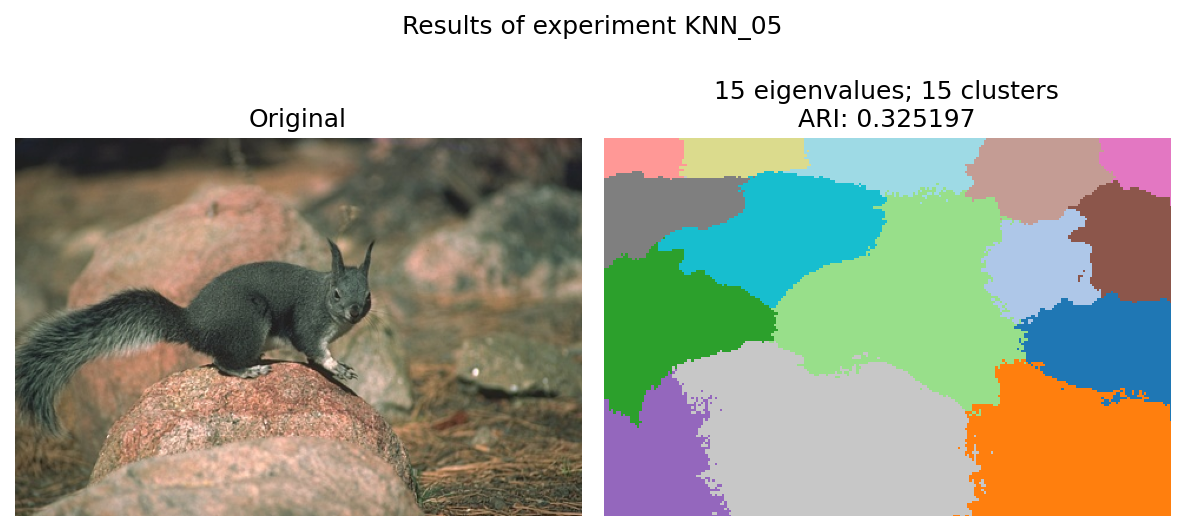 Results of experiment KNN_05
Original
15 eigenvalues; 15 clusters
ARI: 0.325197